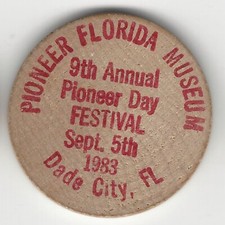 PIONEER FLORIDA MUSEUM
9th Annual
Pioneer Day
FESTIVAL
Sept. 5th
1983
Dade City, FL